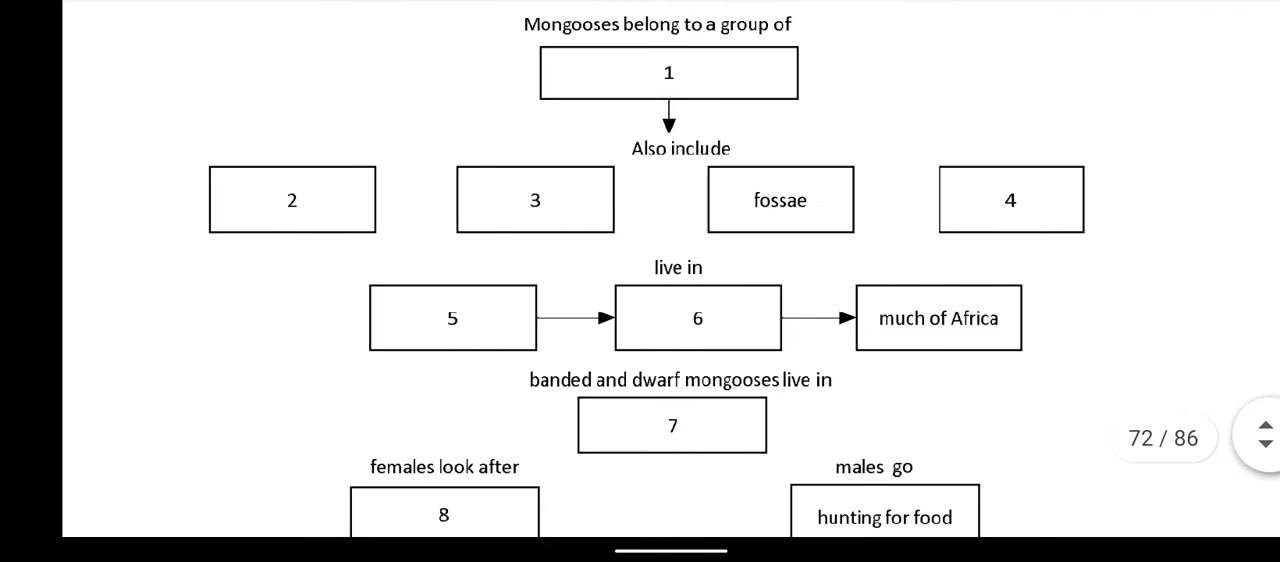 Mongooses belong to a group of
1
Also include
2
3
fossae
4
live in
5
6
much of Africa
banded and dwarf mongooses live in
7
72 / 86
females look after
males go
8
hunting for food